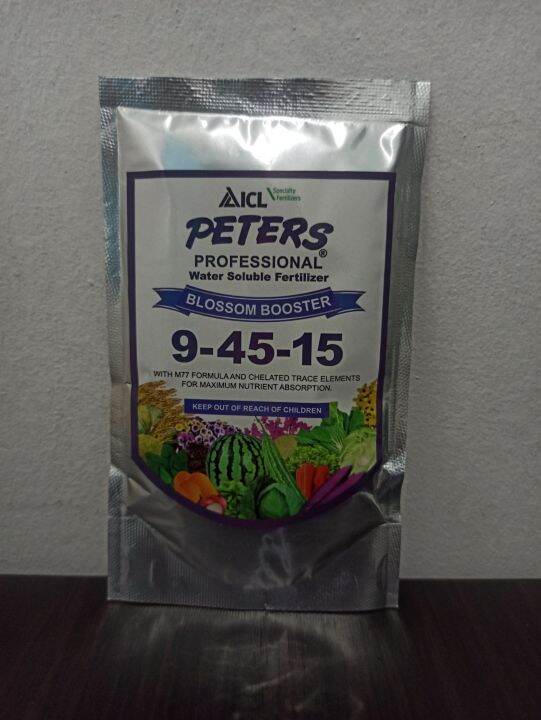 ICL Specialty
Fertilizers
PETERS
PROFESSIONAL®
Water Soluble Fertilizer
BLOSSOM BOOSTER
9-45-15
WITH M77 FORMULA AND CHELATED TRACE ELEMENTS
FOR MAXIMUM NUTRIENT ABSORPTION.
KEEP OUT OF REACH OF CHILDREN